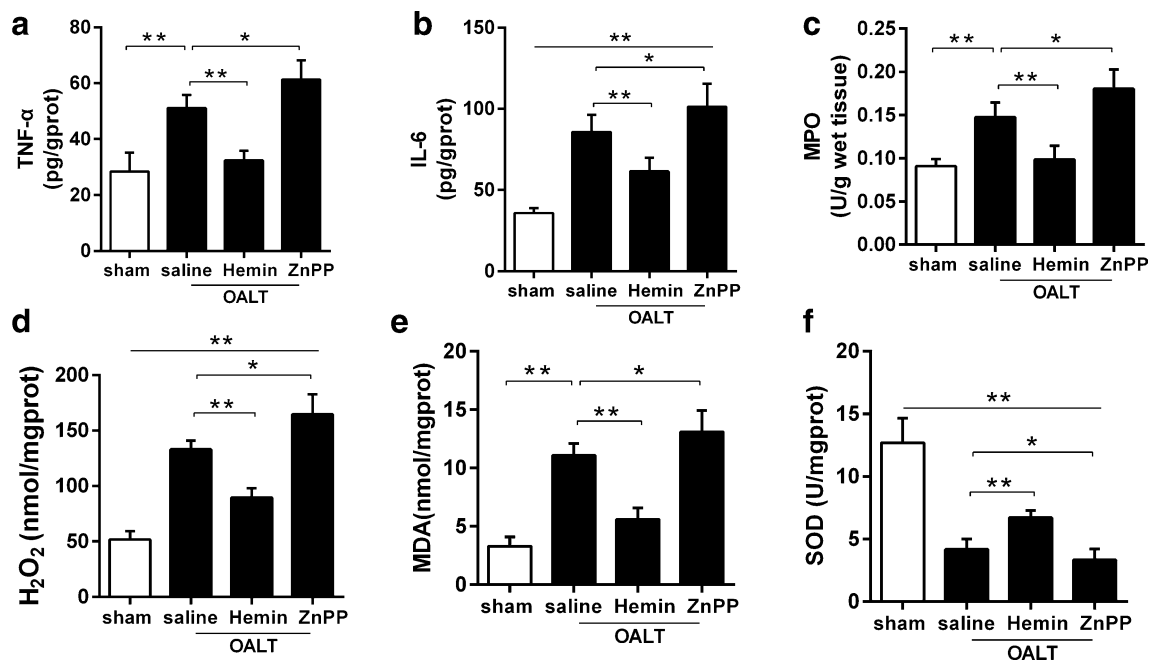 a
TNF-α
(pg/gprot)
80
60
40
20
0
** *
**
sham saline Hemin ZnPP
OALT
b
IL-6
(pg/gprot)
150
100
50
0
**
*
**
sham saline Hemin ZnPP
OALT
c
MPO
(U/g wet tissue)
0.25
0.20
0.15
0.10
0.05
0.00
** *
**
sham saline Hemin ZnPP
OALT
d
H₂O₂ (nmol/mgprot)
200
150
100
50
0
**
*
**
sham saline Hemin ZnPP
OALT
e
MDA(nmol/mgprot)
20
15
10
5
0
** *
**
sham saline Hemin ZnPP
OALT
f
SOD (U/mgprot)
20
15
10
5
0
**
*
**
sham saline Hemin ZnPP
OALT